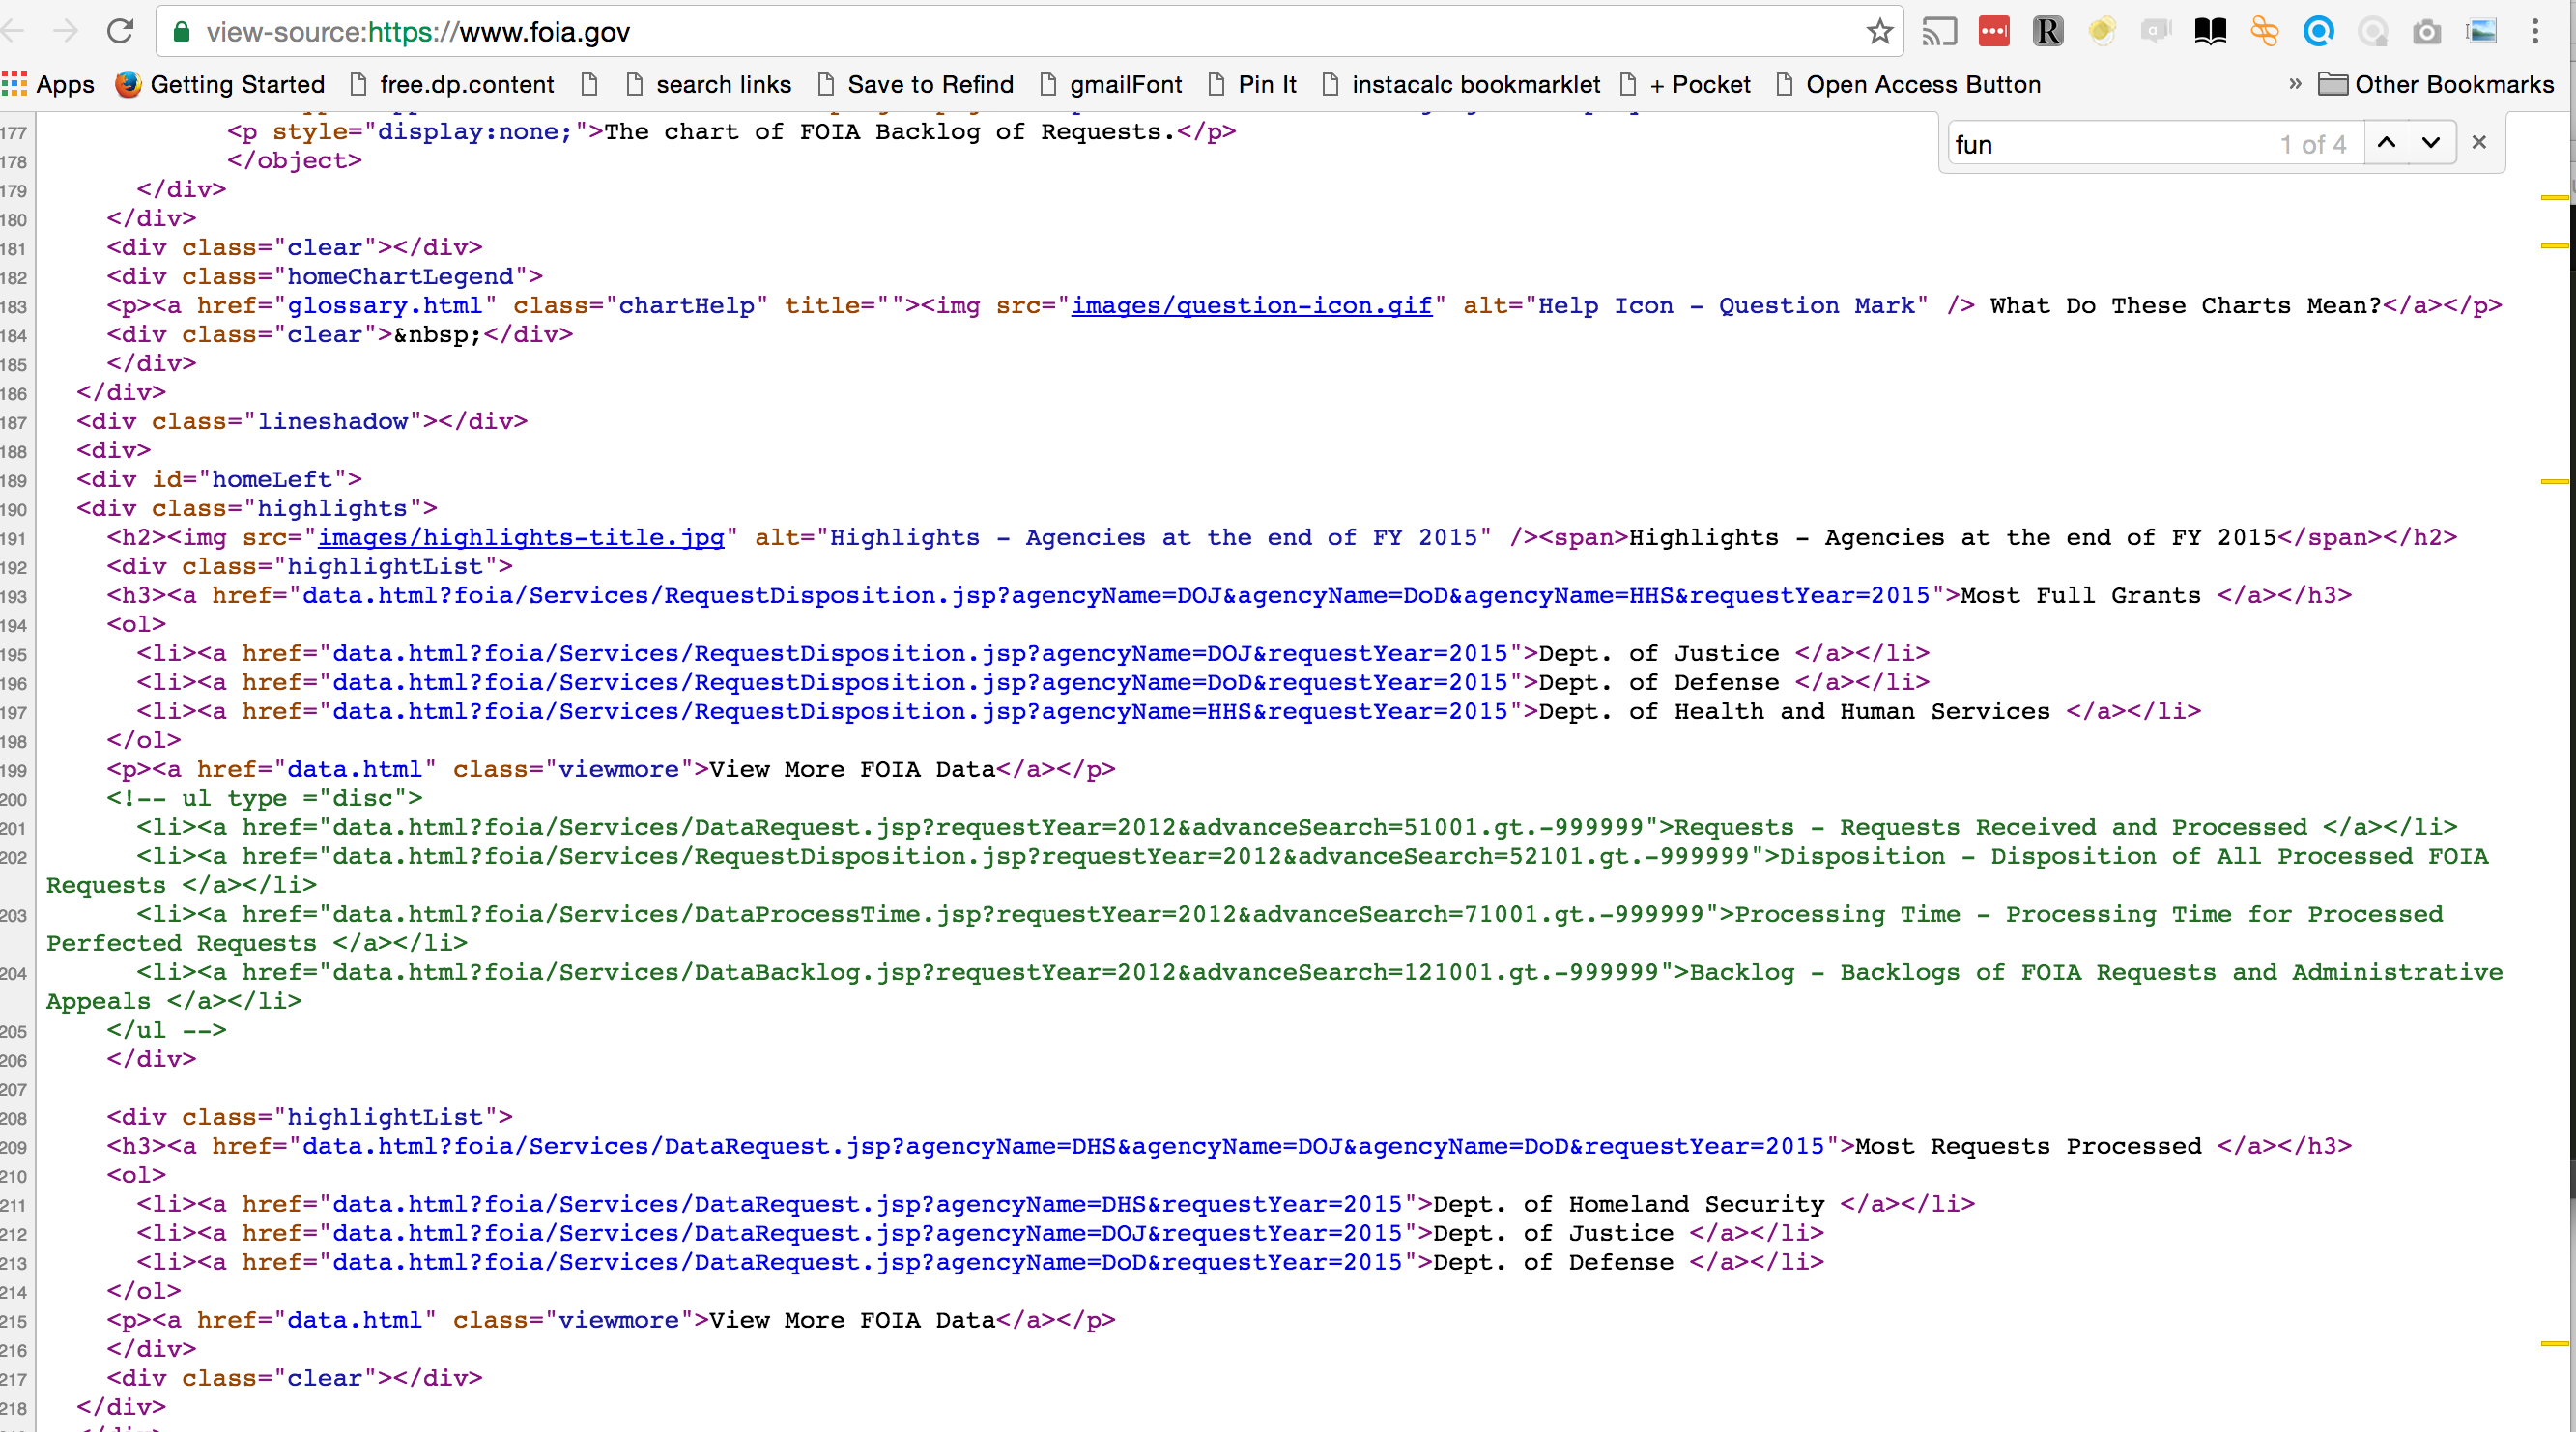 view-source:https://www.foia.gov
Apps Getting Started free.dp.content search links Save to Refind gmailFont Pin It instacalc bookmarklet + Pocket Open Access Button » Other Bookmarks
fun 1 of 4
177 <p style="display:none;">The chart of FOIA Backlog of Requests.</p>
178 </object>
179 </div>
180 </div>
181 <div class="clear"></div>
182 <div class="homeChartLegend">
183 <p><a href="glossary.html" class="chartHelp" title=""><img src="images/question-icon.gif" alt="Help Icon - Question Mark" /> What Do These Charts Mean?</a></p>
184 <div class="clear">&nbsp;</div>
185 </div>
186 </div>
187 <div class="lineshadow"></div>
188 <div>
189 <div id="homeLeft">
190 <div class="highlights">
191 <h2><img src="images/highlights-title.jpg" alt="Highlights - Agencies at the end of FY 2015" /><span>Highlights - Agencies at the end of FY 2015</span></h2>
192 <div class="highlightList">
193 <h3><a href="data.html?foia/Services/RequestDisposition.jsp?agencyName=DOJ&agencyName=DoD&agencyName=HHS&requestYear=2015">Most Full Grants </a></h3>
194 <ol>
195 <li><a href="data.html?foia/Services/RequestDisposition.jsp?agencyName=DOJ&requestYear=2015">Dept. of Justice </a></li>
196 <li><a href="data.html?foia/Services/RequestDisposition.jsp?agencyName=DoD&requestYear=2015">Dept. of Defense </a></li>
197 <li><a href="data.html?foia/Services/RequestDisposition.jsp?agencyName=HHS&requestYear=2015">Dept. of Health and Human Services </a></li>
198 </ol>
199 <p><a href="data.html" class="viewmore">View More FOIA Data</a></p>
200 <!-- ul type ="disc">
201 <li><a href="data.html?foia/Services/DataRequest.jsp?requestYear=2012&advanceSearch=51001.gt.-999999">Requests - Requests Received and Processed </a></li>
202 <li><a href="data.html?foia/Services/RequestDisposition.jsp?requestYear=2012&advanceSearch=52101.gt.-999999">Disposition - Disposition of All Processed FOIA
Requests </a></li>
203 <li><a href="data.html?foia/Services/DataProcessTime.jsp?requestYear=2012&advanceSearch=71001.gt.-999999">Processing Time - Processing Time for Processed
Perfected Requests </a></li>
204 <li><a href="data.html?foia/Services/DataBacklog.jsp?requestYear=2012&advanceSearch=121001.gt.-999999">Backlog - Backlogs of FOIA Requests and Administrative
Appeals </a></li>
205 </ul -->
206 </div>
207
208 <div class="highlightList">
209 <h3><a href="data.html?foia/Services/DataRequest.jsp?agencyName=DHS&agencyName=DOJ&agencyName=DoD&requestYear=2015">Most Requests Processed </a></h3>
210 <ol>
211 <li><a href="data.html?foia/Services/DataRequest.jsp?agencyName=DHS&requestYear=2015">Dept. of Homeland Security </a></li>
212 <li><a href="data.html?foia/Services/DataRequest.jsp?agencyName=DOJ&requestYear=2015">Dept. of Justice </a></li>
213 <li><a href="data.html?foia/Services/DataRequest.jsp?agencyName=DoD&requestYear=2015">Dept. of Defense </a></li>
214 </ol>
215 <p><a href="data.html" class="viewmore">View More FOIA Data</a></p>
216 </div>
217 <div class="clear"></div>
218 </div>